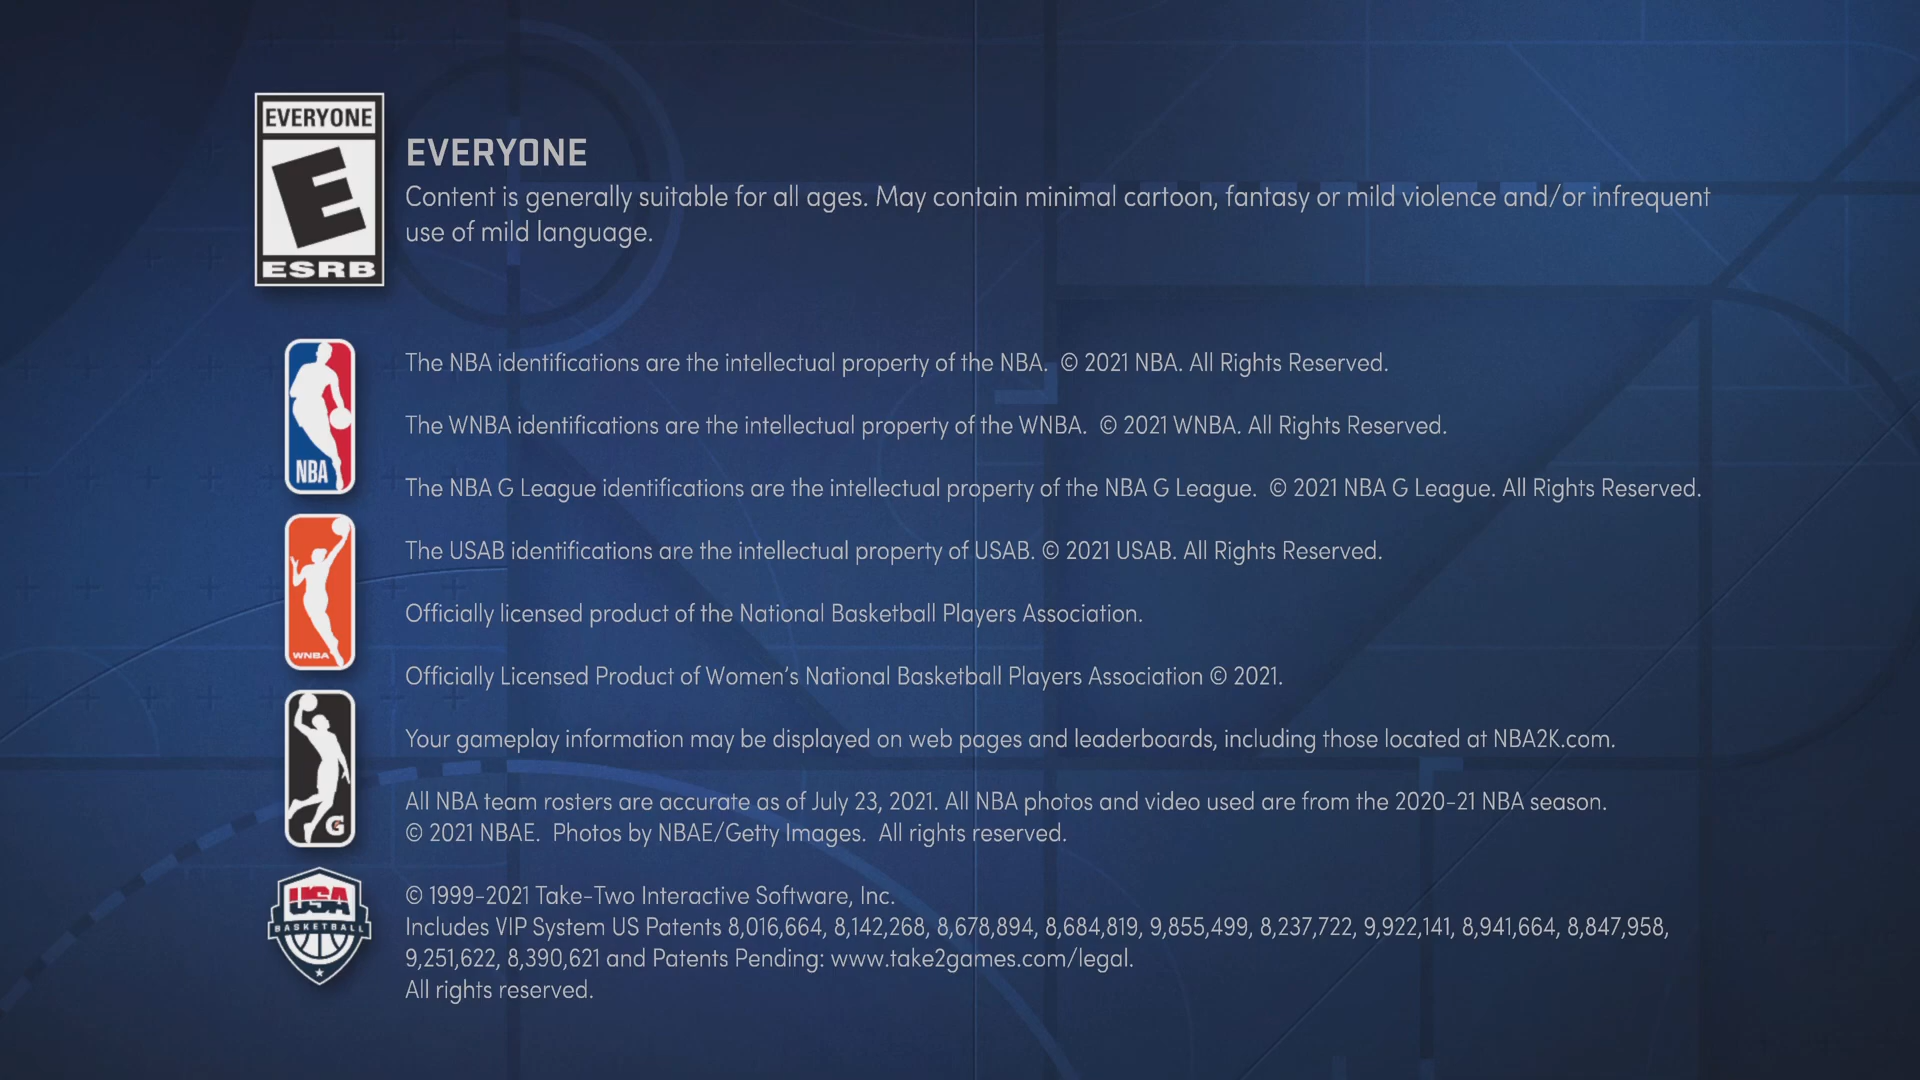 EVERYONE
E
ESRB
EVERYONE
Content is generally suitable for all ages. May contain minimal cartoon, fantasy or mild violence and/or infrequent
use of mild language.
NBA
The NBA identifications are the intellectual property of the NBA.  © 2021 NBA. All Rights Reserved.
The WNBA identifications are the intellectual property of the WNBA.  © 2021 WNBA. All Rights Reserved.
The NBA G League identifications are the intellectual property of the NBA G League.  © 2021 NBA G League. All Rights Reserved.
WNBA
The USAB identifications are the intellectual property of USAB. © 2021 USAB. All Rights Reserved.
Officially licensed product of the National Basketball Players Association.
Officially Licensed Product of Women's National Basketball Players Association © 2021.
G
Your gameplay information may be displayed on web pages and leaderboards, including those located at NBA2K.com.
All NBA team rosters are accurate as of July 23, 2021. All NBA photos and video used are from the 2020-21 NBA season.
© 2021 NBAE.  Photos by NBAE/Getty Images.  All rights reserved.
USA
BASKETBALL
© 1999-2021 Take-Two Interactive Software, Inc.
Includes VIP System US Patents 8,016,664, 8,142,268, 8,678,894, 8,684,819, 9,855,499, 8,237,722, 9,922,141, 8,941,664, 8,847,958,
9,251,622, 8,390,621 and Patents Pending: www.take2games.com/legal.
All rights reserved.